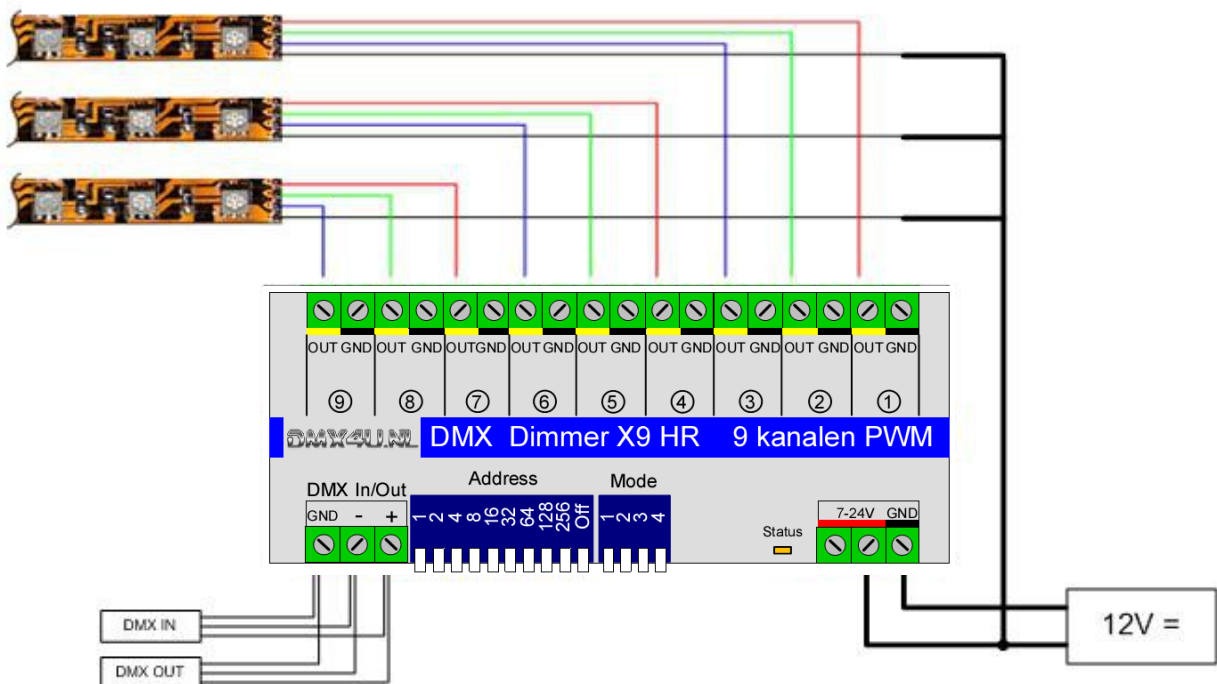 OUT GND OUT GND OUT GND OUT GND OUT GND OUT GND OUT GND OUT GND OUT GND
⑨ ⑧ ⑦ ⑥ ⑤ ④ ③ ② ①
DMX4U.NL DMX Dimmer X9 HR 9 kanalen PWM
Address Mode
DMX In/Out
GND - +
1 2 4 8 16 32 64 128 256 Off
1 2 3 4
7-24V GND
Status
DMX IN
DMX OUT
12V =